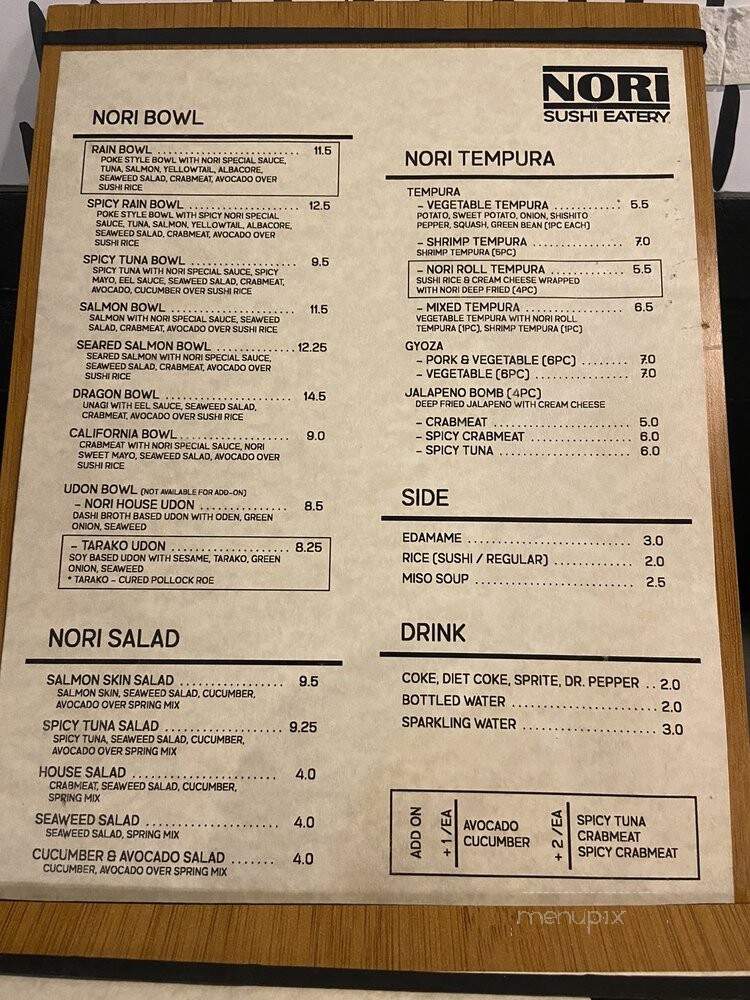 NORI BOWL
RAIN BOWL .......................... 11.5
POKE STYLE BOWL WITH NORI SPECIAL SAUCE,
TUNA, SALMON, YELLOWTAIL, ALBACORE,
SEAWEED SALAD, CRABMEAT, AVOCADO OVER
SUSHI RICE
SPICY RAIN BOWL .................... 12.5
POKE STYLE BOWL WITH SPICY NORI SPECIAL
SAUCE, TUNA, SALMON, YELLOWTAIL, ALBACORE,
SEAWEED SALAD, CRABMEAT, AVOCADO OVER
SUSHI RICE
SPICY TUNA BOWL .................... 9.5
SPICY TUNA WITH NORI SPECIAL SAUCE, SPICY
MAYO, EEL SAUCE, SEAWEED SALAD, CRABMEAT,
AVOCADO, CUCUMBER OVER SUSHI RICE
SALMON BOWL ........................ 11.5
SALMON WITH NORI SPECIAL SAUCE, SEAWEED
SALAD, CRABMEAT, AVOCADO OVER SUSHI RICE
SEARED SALMON BOWL ................. 12.25
SEARED SALMON WITH NORI SPECIAL SAUCE,
SEAWEED SALAD, CRABMEAT, AVOCADO OVER
SUSHI RICE
DRAGON BOWL ........................ 14.5
UNAGI WITH EEL SAUCE, SEAWEED SALAD,
CRABMEAT, AVOCADO OVER SUSHI RICE
CALIFORNIA BOWL .................... 9.0
CRABMEAT WITH NORI SPECIAL SAUCE, NORI
SWEET MAYO, SEAWEED SALAD, AVOCADO OVER
SUSHI RICE
UDON BOWL (NOT AVAILABLE FOR ADD-ON)
- NORI HOUSE UDON .................. 8.5
DASHI BROTH BASED UDON WITH ODEN, GREEN
ONION, SEAWEED
- TARAKO UDON ...................... 8.25
SOY BASED UDON WITH SESAME, TARAKO, GREEN
ONION, SEAWEED
* TARAKO - CURED POLLOCK ROE
NORI SALAD
SALMON SKIN SALAD .................. 9.5
SALMON SKIN, SEAWEED SALAD, CUCUMBER,
AVOCADO OVER SPRING MIX
SPICY TUNA SALAD ................... 9.25
SPICY TUNA, SEAWEED SALAD, CUCUMBER,
AVOCADO OVER SPRING MIX
HOUSE SALAD ........................ 4.0
CRABMEAT, SEAWEED SALAD, CUCUMBER,
SPRING MIX
SEAWEED SALAD ...................... 4.0
SEAWEED SALAD, SPRING MIX
CUCUMBER & AVOCADO SALAD ....... 4.0
CUCUMBER, AVOCADO OVER SPRING MIX
NORI
SUSHI EATERY
NORI TEMPURA
TEMPURA
- VEGETABLE TEMPURA ................ 5.5
POTATO, SWEET POTATO, ONION, SHISHITO
PEPPER, SQUASH, GREEN BEAN (1PC EACH)
- SHRIMP TEMPURA ................... 7.0
SHRIMP TEMPURA (5PC)
- NORI ROLL TEMPURA ................ 5.5
SUSHI RICE & CREAM CHEESE WRAPPED
WITH NORI DEEP FRIED (4PC)
- MIXED TEMPURA .................... 6.5
VEGETABLE TEMPURA WITH NORI ROLL
TEMPURA (1PC), SHRIMP TEMPURA (1PC)
GYOZA
- PORK & VEGETABLE (6PC) ........ 7.0
- VEGETABLE (6PC) .................. 7.0
JALAPENO BOMB (4PC)
DEEP FRIED JALAPENO WITH CREAM CHEESE
- CRABMEAT ......................... 5.0
- SPICY CRABMEAT ................... 6.0
- SPICY TUNA ....................... 6.0
SIDE
EDAMAME ............................ 3.0
RICE (SUSHI / REGULAR) ............. 2.0
MISO SOUP .......................... 2.5
DRINK
COKE, DIET COKE, SPRITE, DR. PEPPER .. 2.0
BOTTLED WATER ...................... 2.0
SPARKLING WATER .................... 3.0
ADD ON
+ 1 /EA
AVOCADO
CUCUMBER
+ 2 /EA
SPICY TUNA
CRABMEAT
SPICY CRABMEAT
menupix